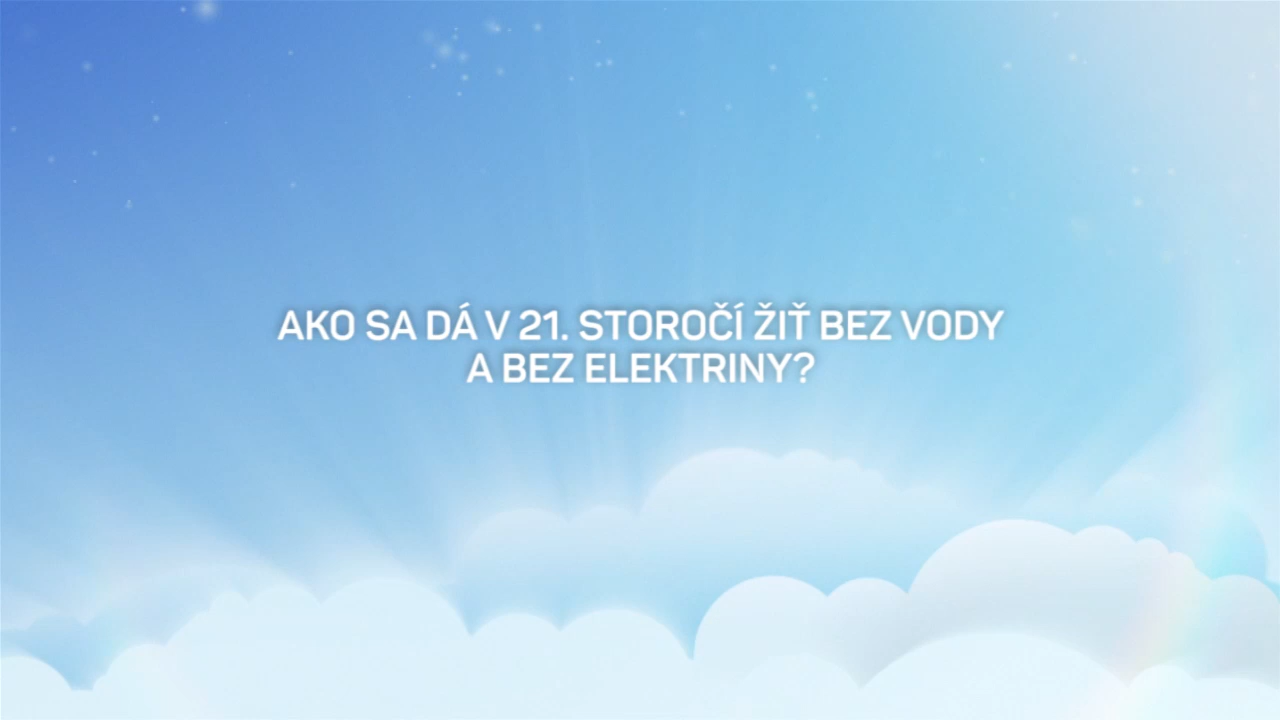 AKO SA DÁ V 21. STOROČÍ ŽIŤ BEZ VODY
A BEZ ELEKTRINY?